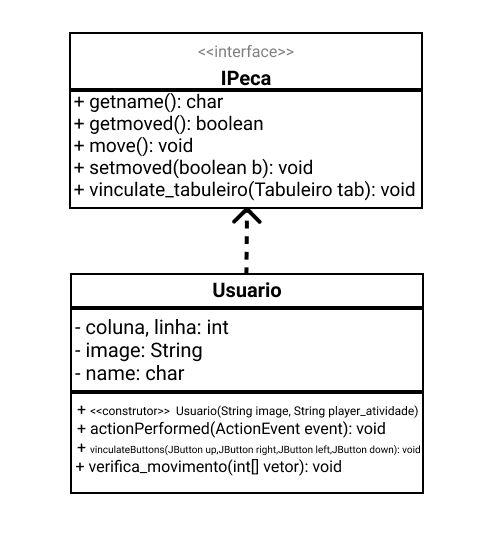 <<interface>>
IPeca
+ getname(): char
+ getmoved(): boolean
+ move(): void
+ setmoved(boolean b): void
+ vinculate_tabuleiro(Tabuleiro tab): void
Usuario
- coluna, linha: int
- image: String
- name: char
+ <<construtor>> Usuario(String image, String player_atividade)
+ actionPerformed(ActionEvent event): void
+ vinculateButtons(JButton up,JButton right,JButton left,JButton down): void
+ verifica_movimento(int[] vetor): void